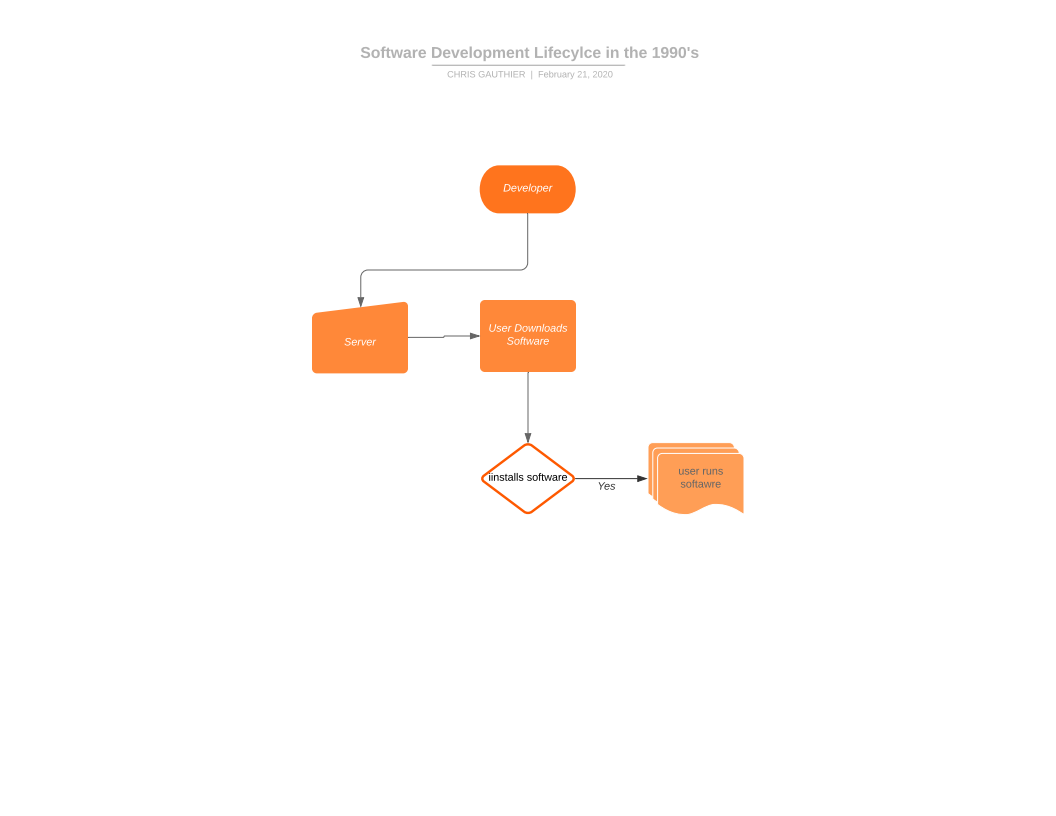 Software Development Lifecylce in the 1990's
CHRIS GAUTHIER | February 21, 2020
Developer
Server
User Downloads
Software
iinstalls software
Yes
user runs
softawre